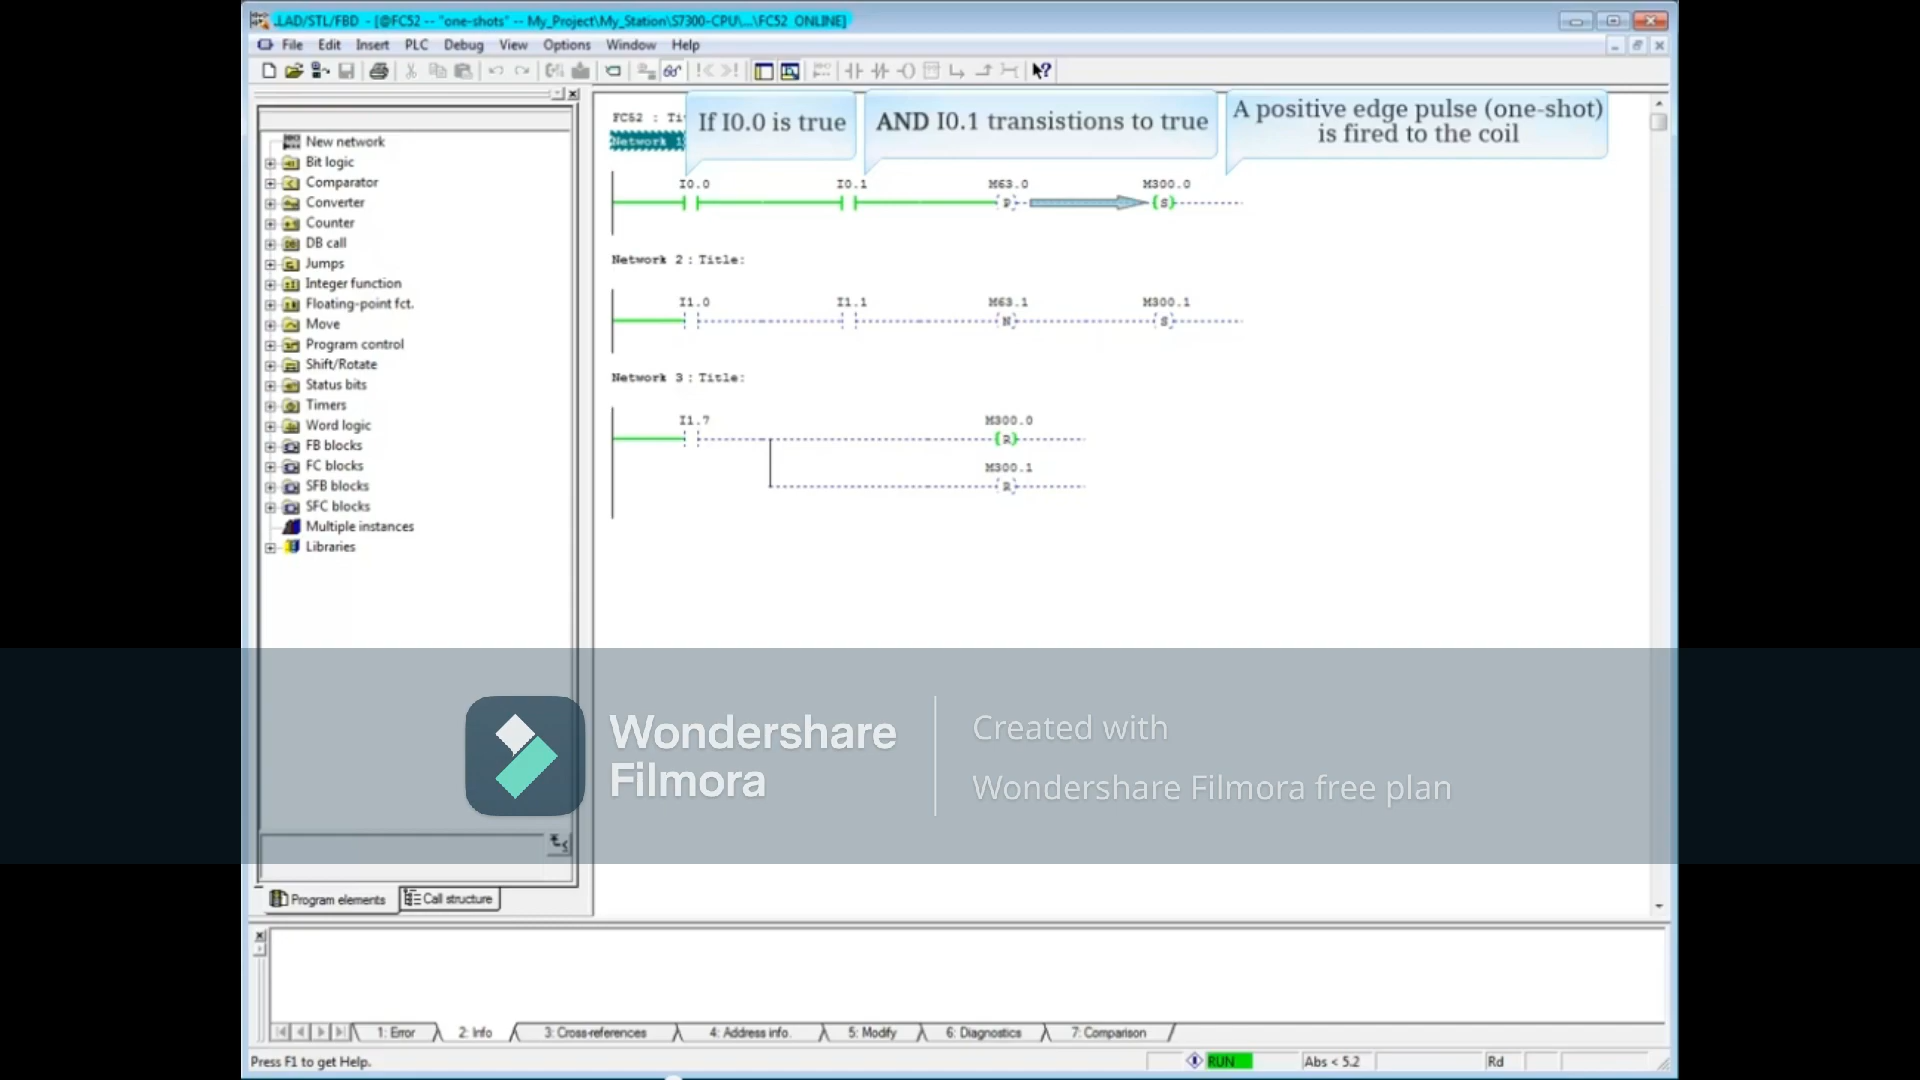 LAD/STL/FBD - [@FC52 -- "one-shots" -- My_Project\My_Station\S7300-CPU\...\FC52 ONLINE]
File Edit Insert PLC Debug View Options Window Help
FC52 : Ti
Network 1
If I0.0 is true
AND I0.1 transistions to true
A positive edge pulse (one-shot)
is fired to the coil
I0.0 I0.1 M63.0 M300.0
P S
Network 2 : Title:
I1.0 I1.1 M63.1 M300.1
N S
Network 3 : Title:
I1.7 M300.0
R
M300.1
R
New network
Bit logic
Comparator
Converter
Counter
DB call
Jumps
Integer function
Floating-point fct.
Move
Program control
Shift/Rotate
Status bits
Timers
Word logic
FB blocks
FC blocks
SFB blocks
SFC blocks
Multiple instances
Libraries
Wondershare
Filmora
Created with
Wondershare Filmora free plan
Program elements Call structure
1: Error 2: Info 3: Cross-references 4: Address info. 5: Modify 6: Diagnostics 7: Comparison
Press F1 to get Help. RUN Abs < 5.2 Rd